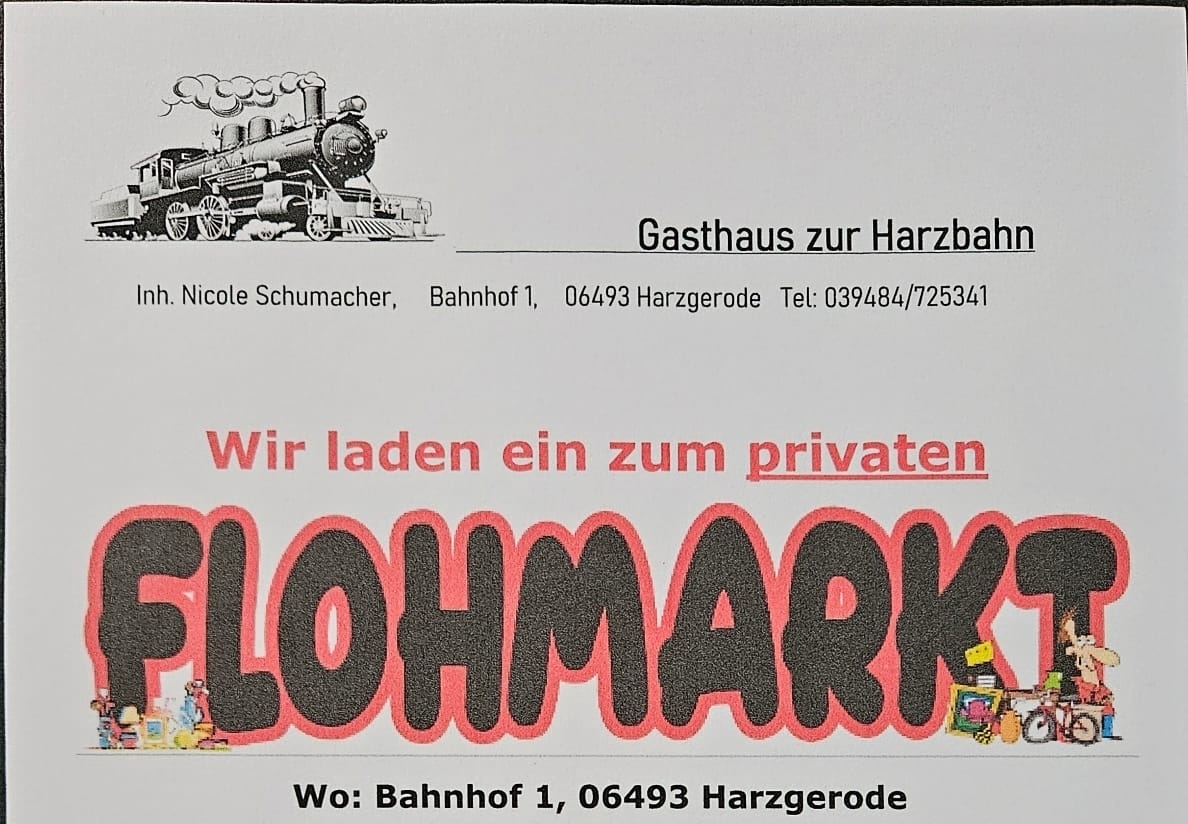 Gasthaus zur Harzbahn
Inh. Nicole Schumacher, Bahnhof 1, 06493 Harzgerode Tel: 039484/725341
Wir laden ein zum privaten
FLOHMARKT
Wo: Bahnhof 1, 06493 Harzgerode